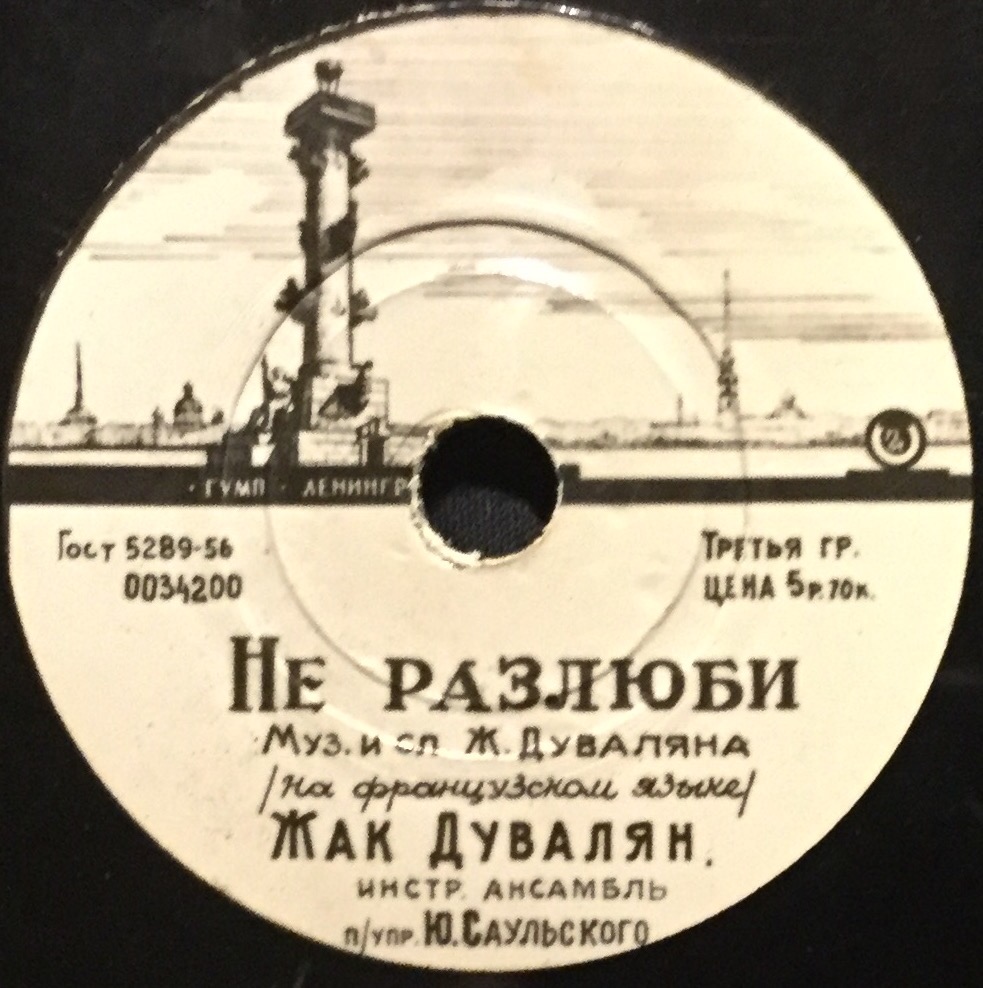 · ГУМП · ЛЕНИНГР
Гост 5289-56
0034200
Третья гр.
Цена 5р.70к.
Не разлюби
Муз. и сл Ж. Дуваляна
/на французском языке/
Жак Дувалян.
инстр. ансамбль
п/упр. Ю. Саульского